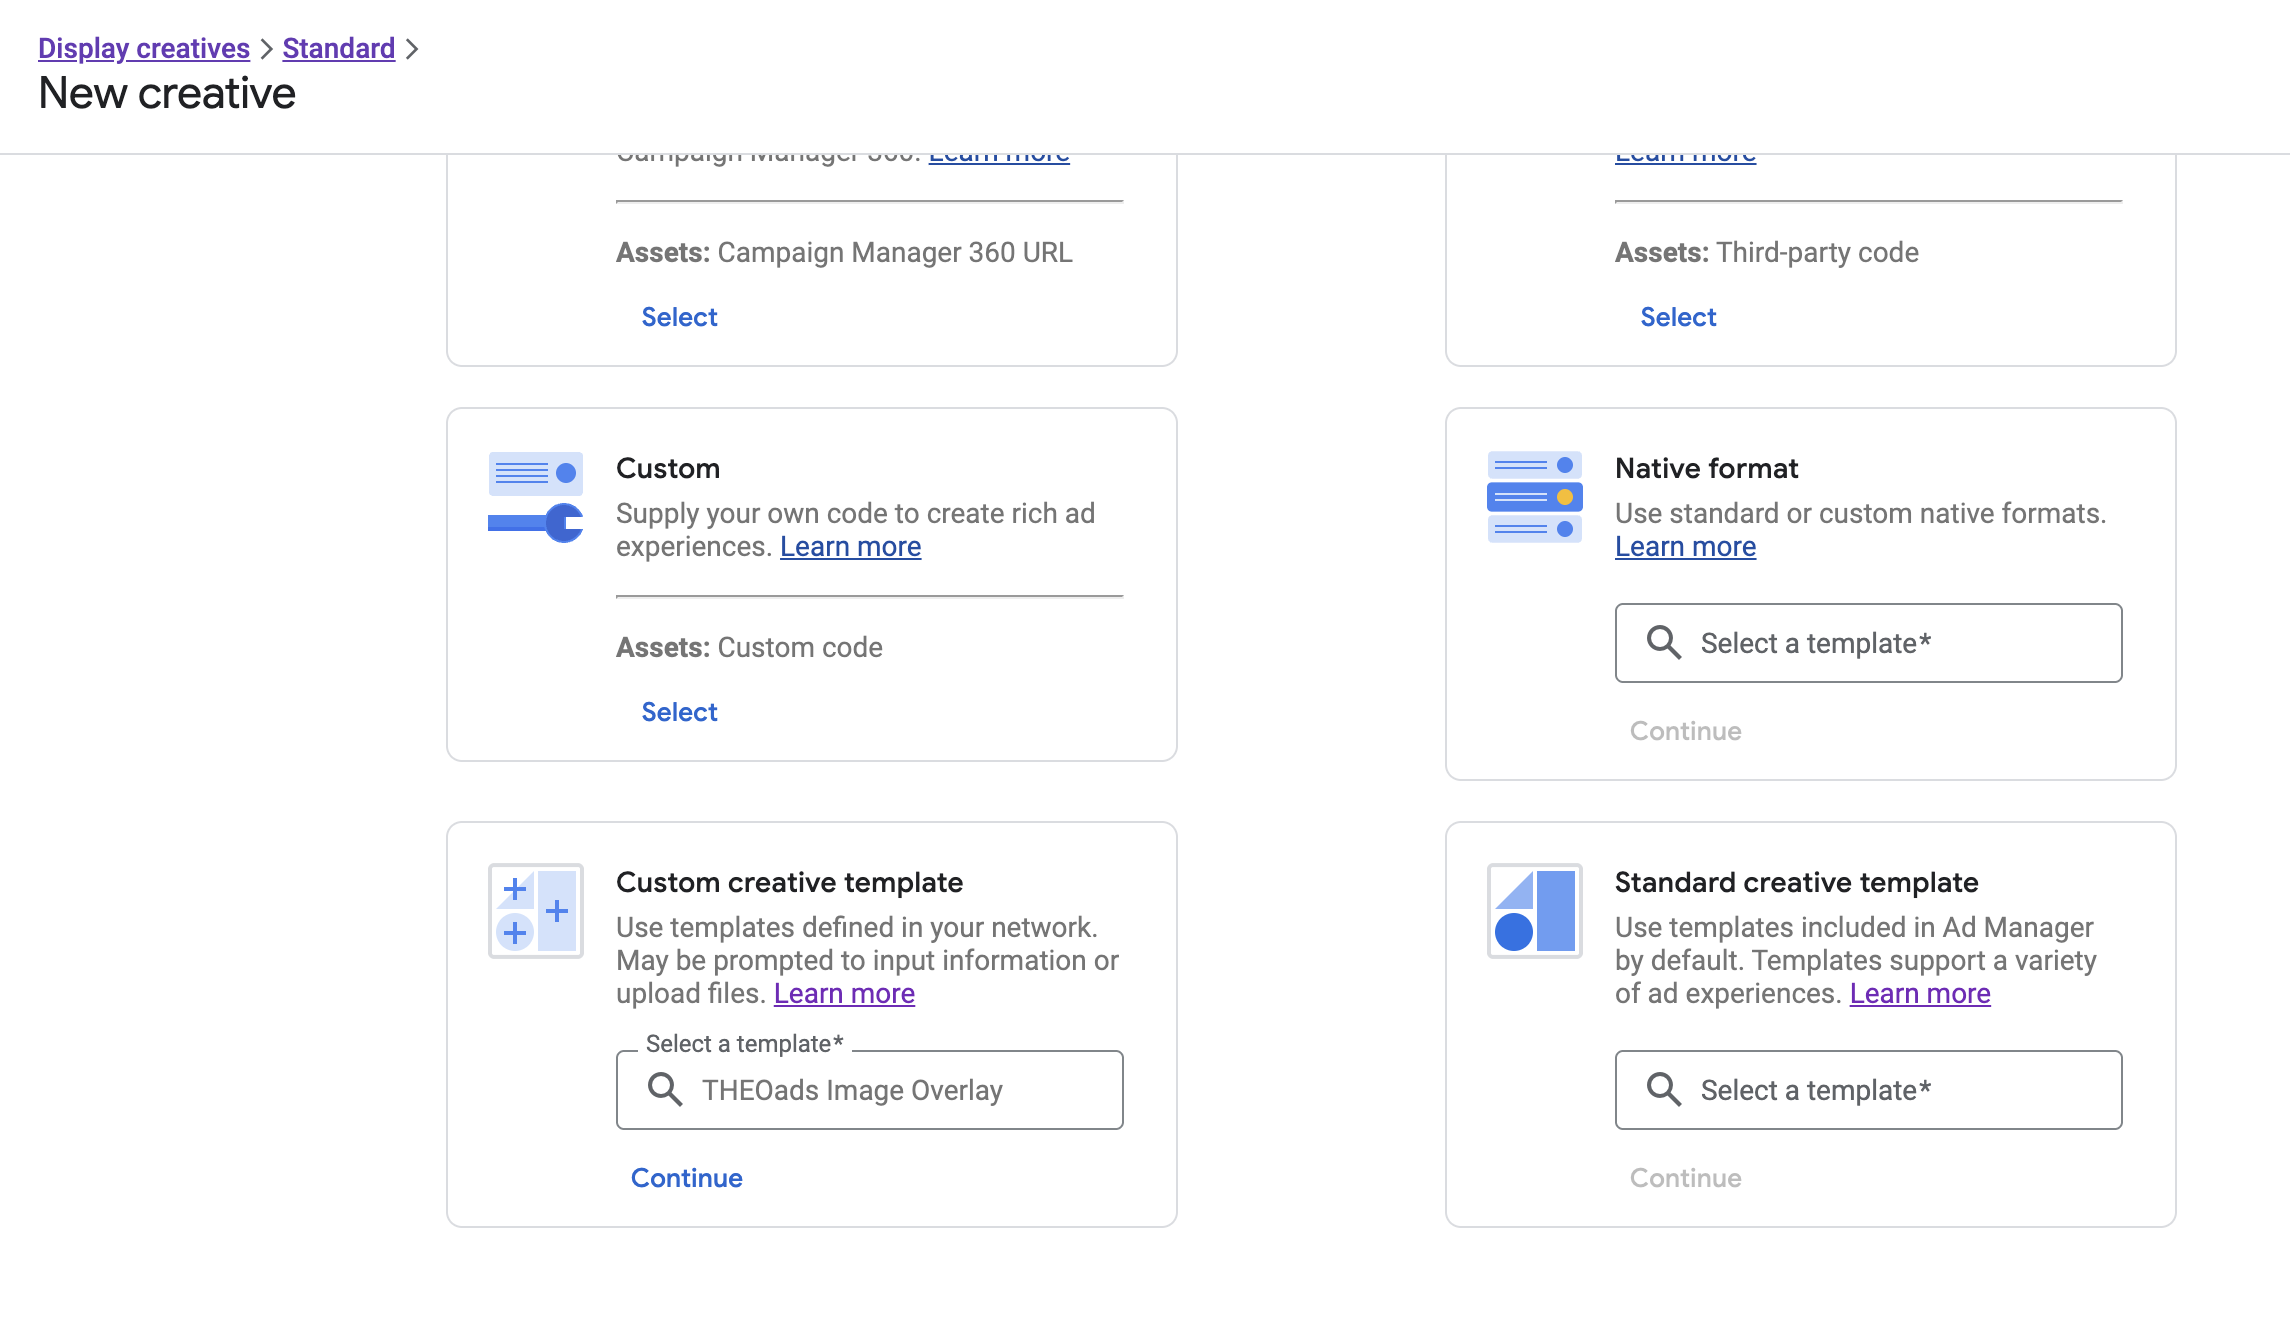 Display creatives > Standard >
New creative
Campaign Manager 360. Learn more
Assets: Campaign Manager 360 URL
Select
Learn more
Assets: Third-party code
Select
Custom
Supply your own code to create rich ad
experiences. Learn more
Assets: Custom code
Select
Native format
Use standard or custom native formats.
Learn more
Select a template*
Continue
Custom creative template
Use templates defined in your network.
May be prompted to input information or
upload files. Learn more
Select a template*
THEOads Image Overlay
Continue
Standard creative template
Use templates included in Ad Manager
by default. Templates support a variety
of ad experiences. Learn more
Select a template*
Continue